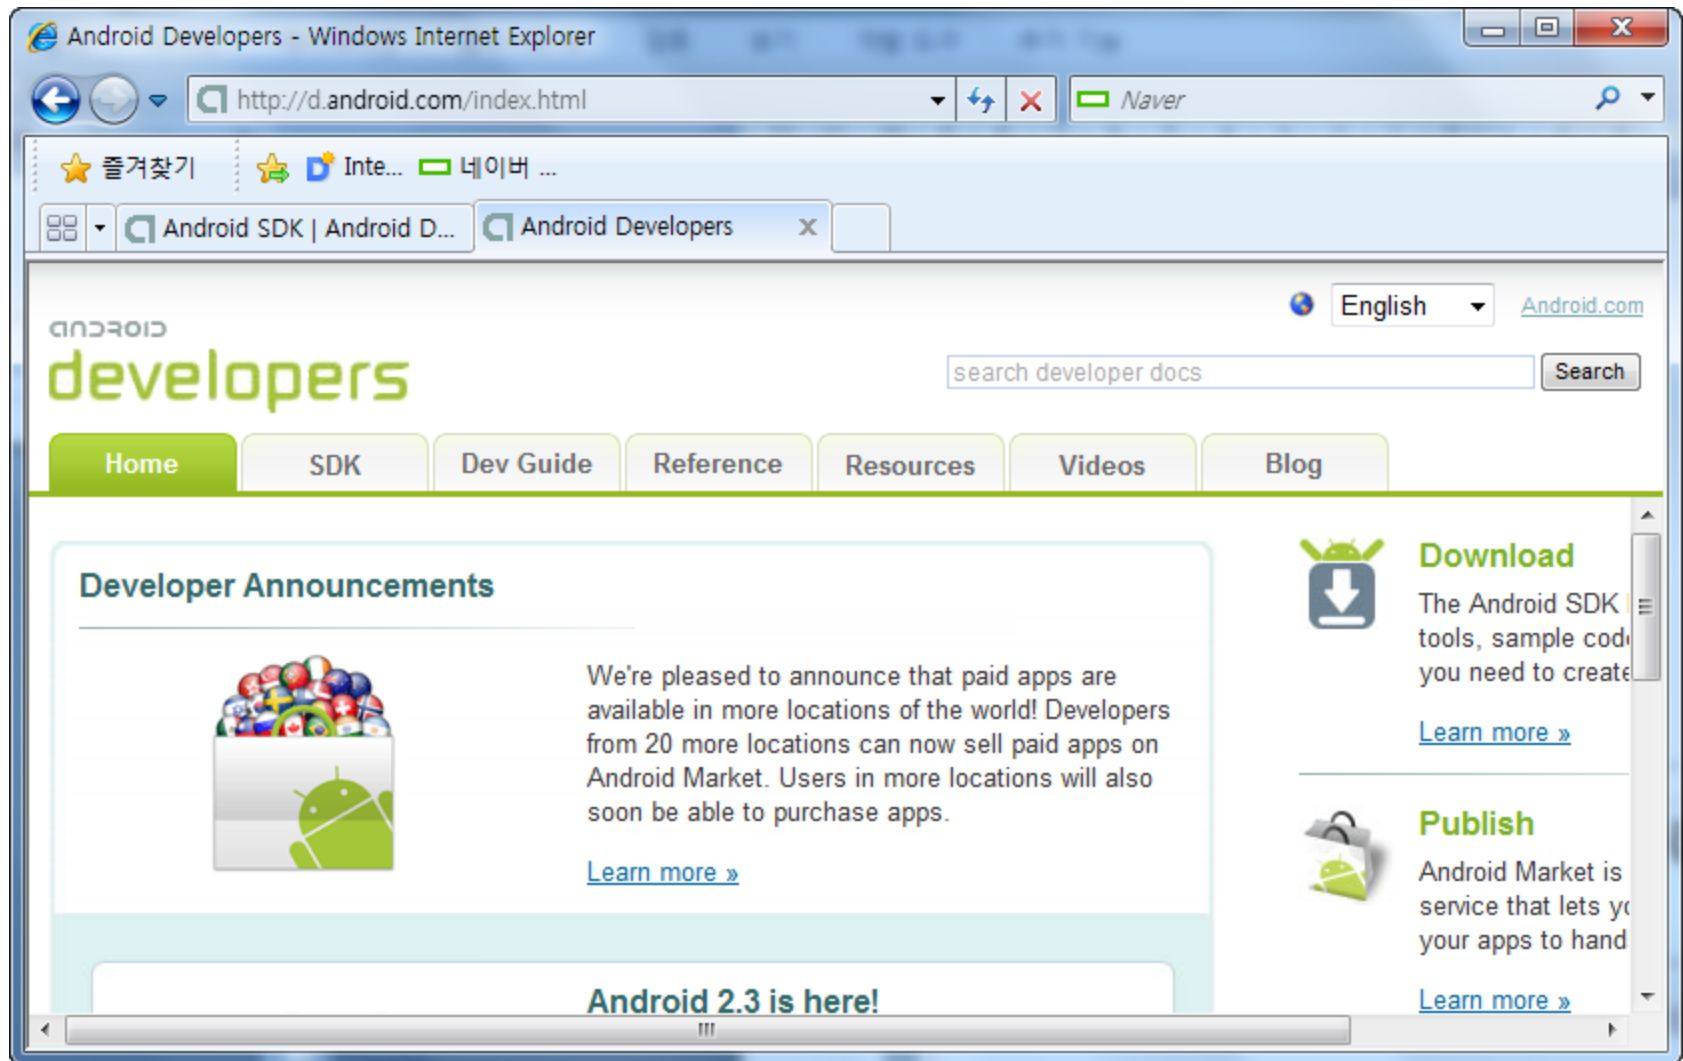 Android Developers - Windows Internet Explorer
http://d.android.com/index.html
Naver
즐겨찾기
Inte...
네이버 ...
Android SDK | Android D...
Android Developers
English
Android.com
android
developers
search developer docs
Search
Home
SDK
Dev Guide
Reference
Resources
Videos
Blog
Developer Announcements
We're pleased to announce that paid apps are
available in more locations of the world! Developers
from 20 more locations can now sell paid apps on
Android Market. Users in more locations will also
soon be able to purchase apps.
Learn more »
Android 2.3 is here!
Download
The Android SDK
tools, sample code
you need to create
Learn more »
Publish
Android Market is
service that lets yo
your apps to hand
Learn more »